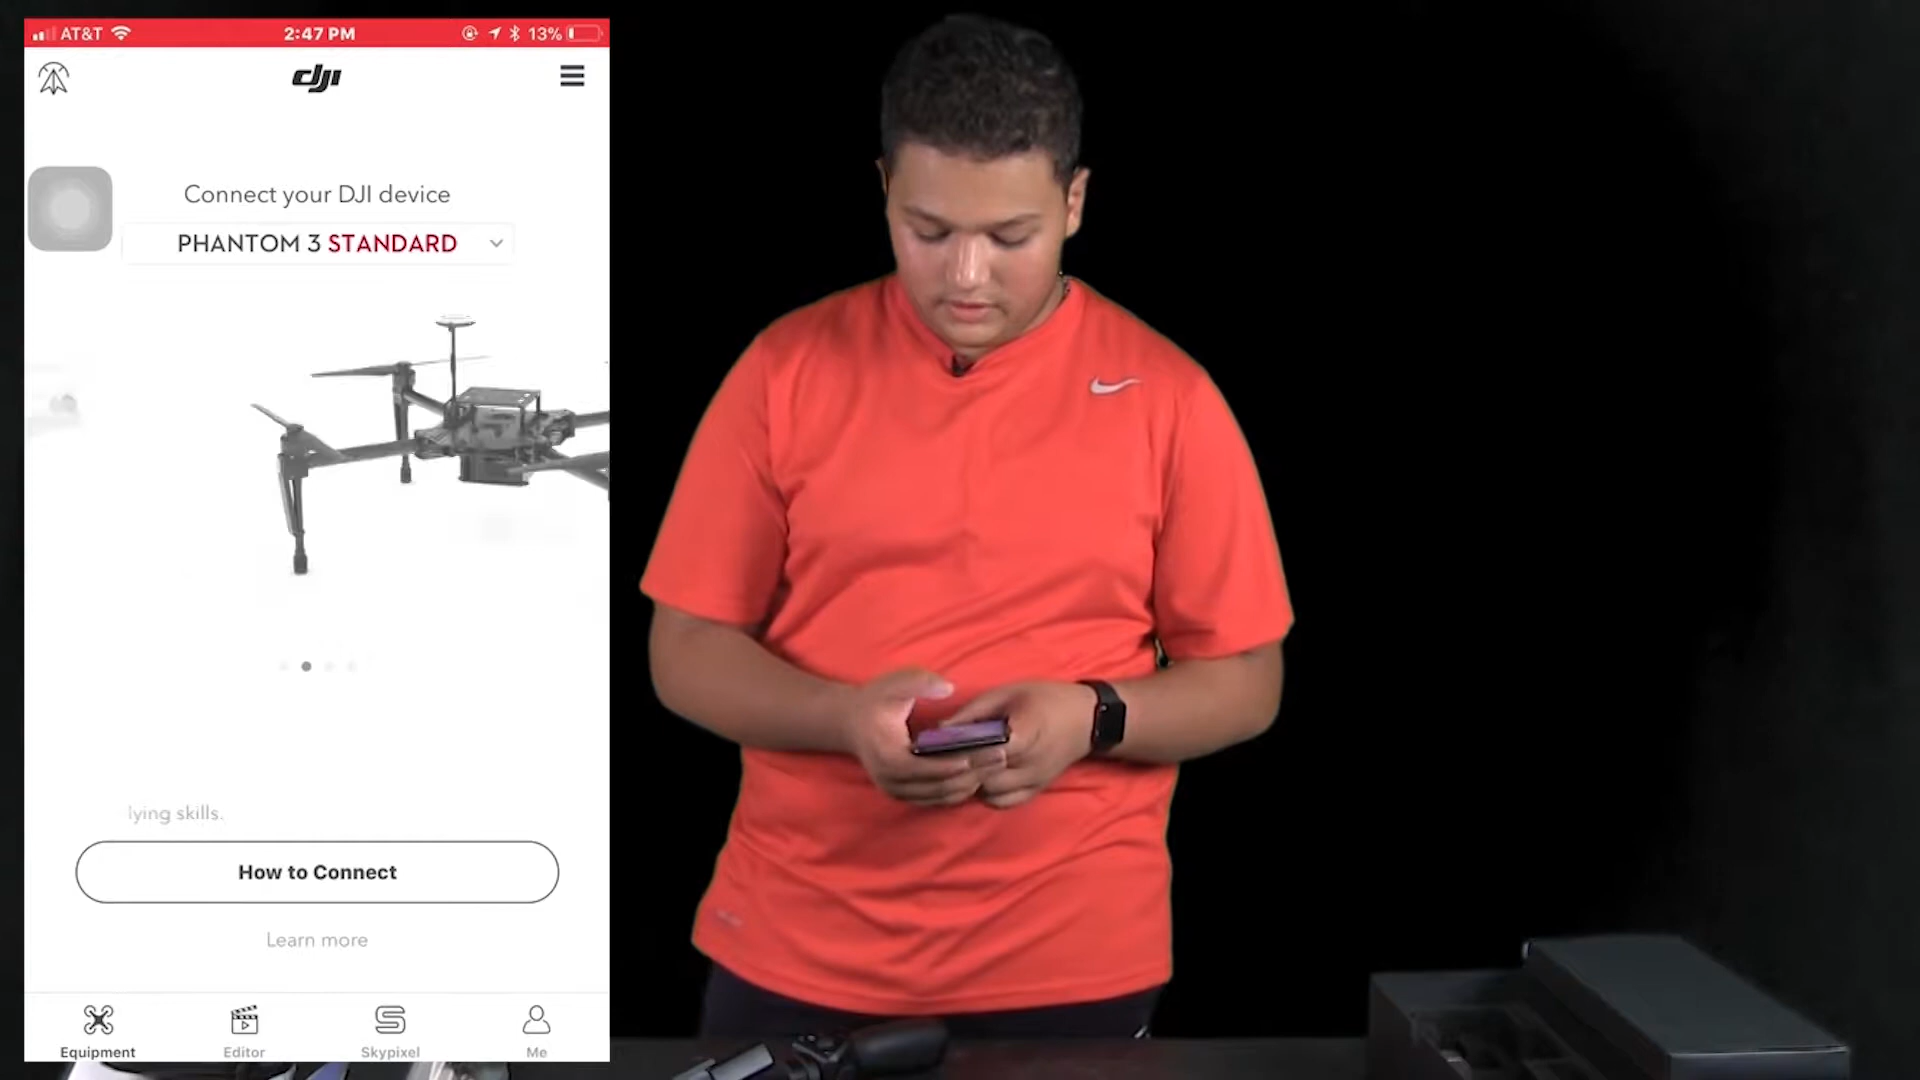 AT&T 2:47 PM 13%
dji
Connect your DJI device
PHANTOM 3 STANDARD
lying skills.
How to Connect
Learn more
Equipment Editor Skypixel Me